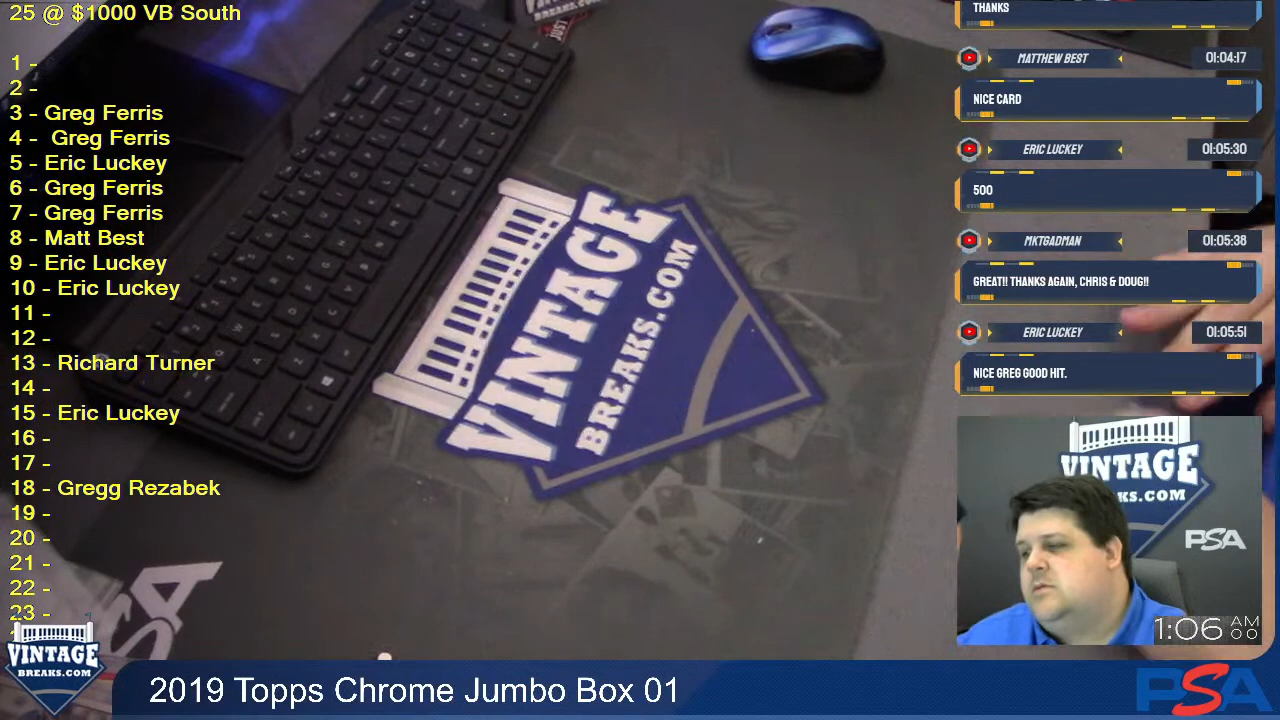 25 @ $1000 VB South
1 -
2 -
3 - Greg Ferris
4 - Greg Ferris
5 - Eric Luckey
6 - Greg Ferris
7 - Greg Ferris
8 - Matt Best
9 - Eric Luckey
10 - Eric Luckey
11 -
12 -
13 - Richard Turner
14 -
15 - Eric Luckey
16 -
17 -
18 - Gregg Rezabek
19 -
20 -
21 -
22 -
23 -
BREAKS.COM
JUST
VINTAGE
BREAKS.COM
THANKS
MATTHEW BEST
01:04:17
NICE CARD
ERIC LUCKEY
01:05:30
500
MKTGADMAN
01:05:38
GREAT!! THANKS AGAIN, CHRIS & DOUG!!
ERIC LUCKEY
01:05:51
NICE GREG GOOD HIT.
VINTAGE
BREAKS.COM
PSA
1:06 AM
00
VINTAGE
BREAKS.COM
2019 Topps Chrome Jumbo Box 01
PSA